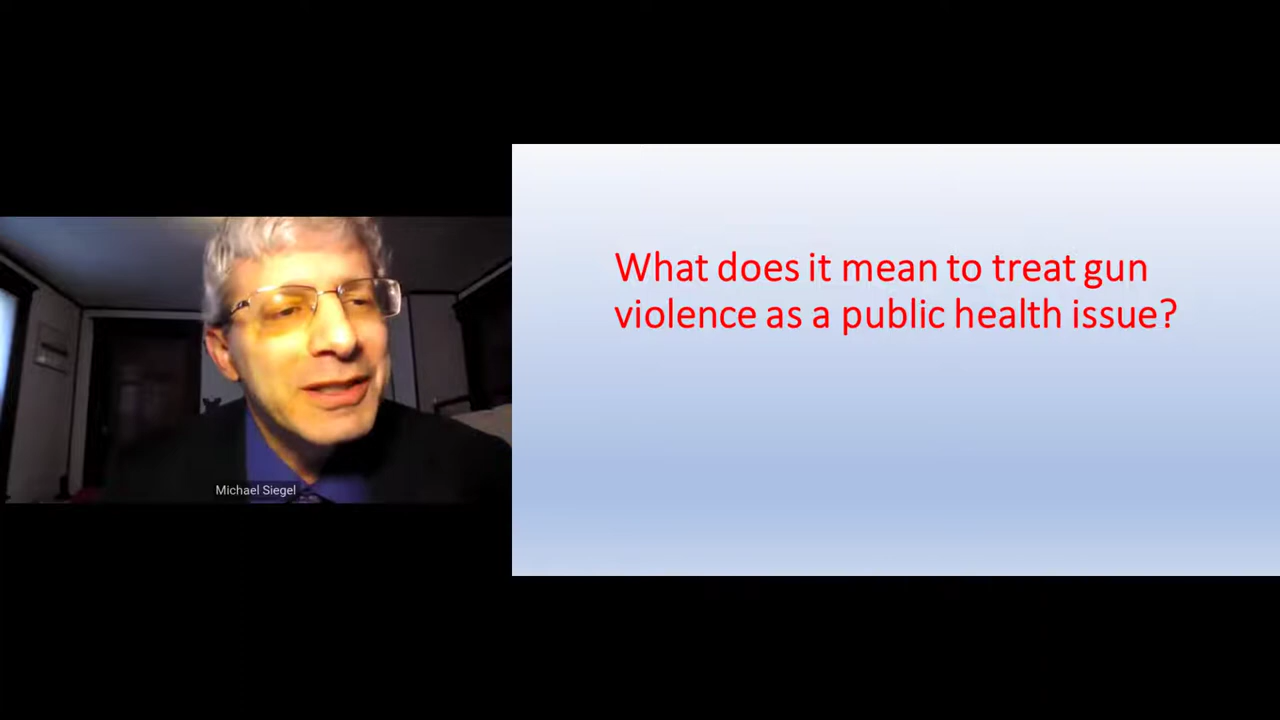 What does it mean to treat gun
violence as a public health issue?
Michael Siegel